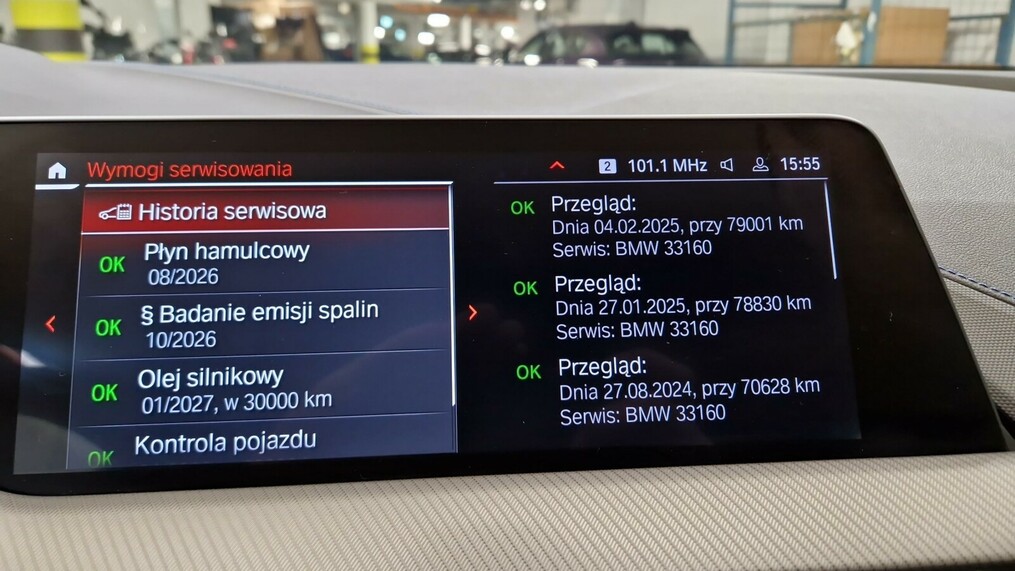 Wymogi serwisowania
2 101.1 MHz 15:55
Historia serwisowa
OK Płyn hamulcowy
08/2026
OK § Badanie emisji spalin
10/2026
OK Olej silnikowy
01/2027, w 30000 km
OK Kontrola pojazdu
OK Przegląd:
Dnia 04.02.2025, przy 79001 km
Serwis: BMW 33160
OK Przegląd:
Dnia 27.01.2025, przy 78830 km
Serwis: BMW 33160
OK Przegląd:
Dnia 27.08.2024, przy 70628 km
Serwis: BMW 33160